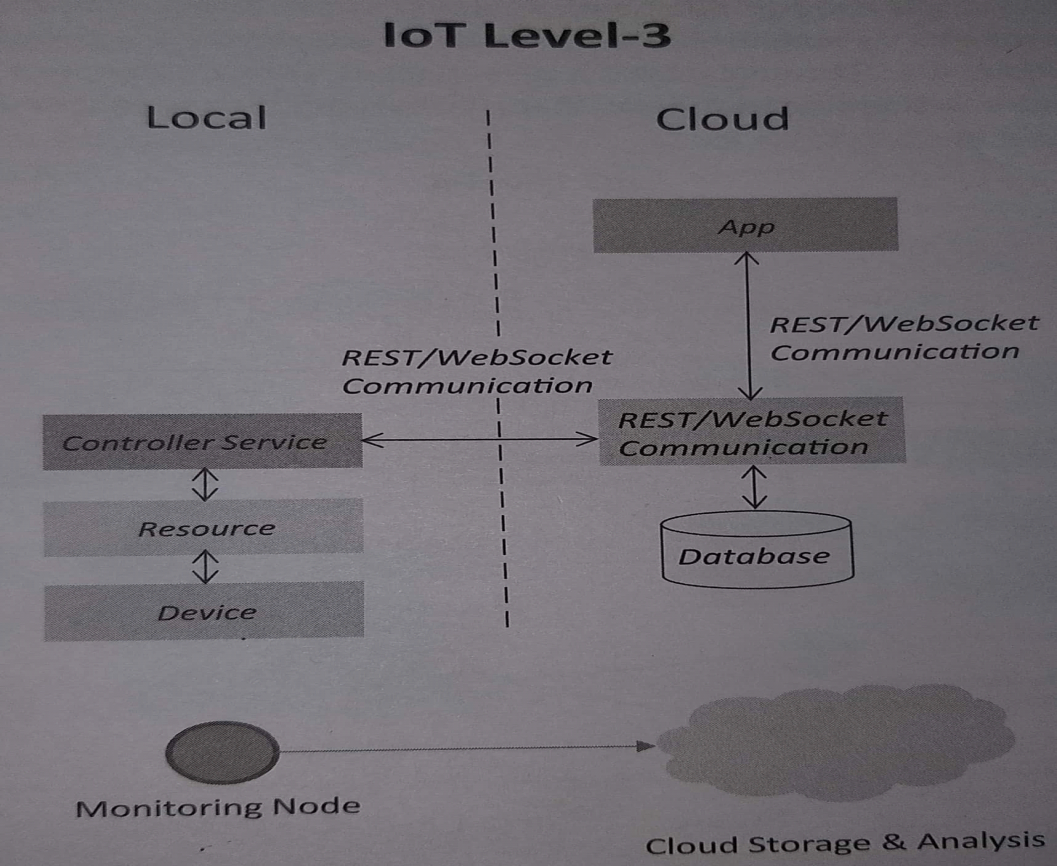 IoT Level-3
Local
Cloud
App
REST/WebSocket
Communication
REST/WebSocket
Communication
Controller Service
REST/WebSocket
Communication
Resource
Database
Device
Monitoring Node
Cloud Storage & Analysis